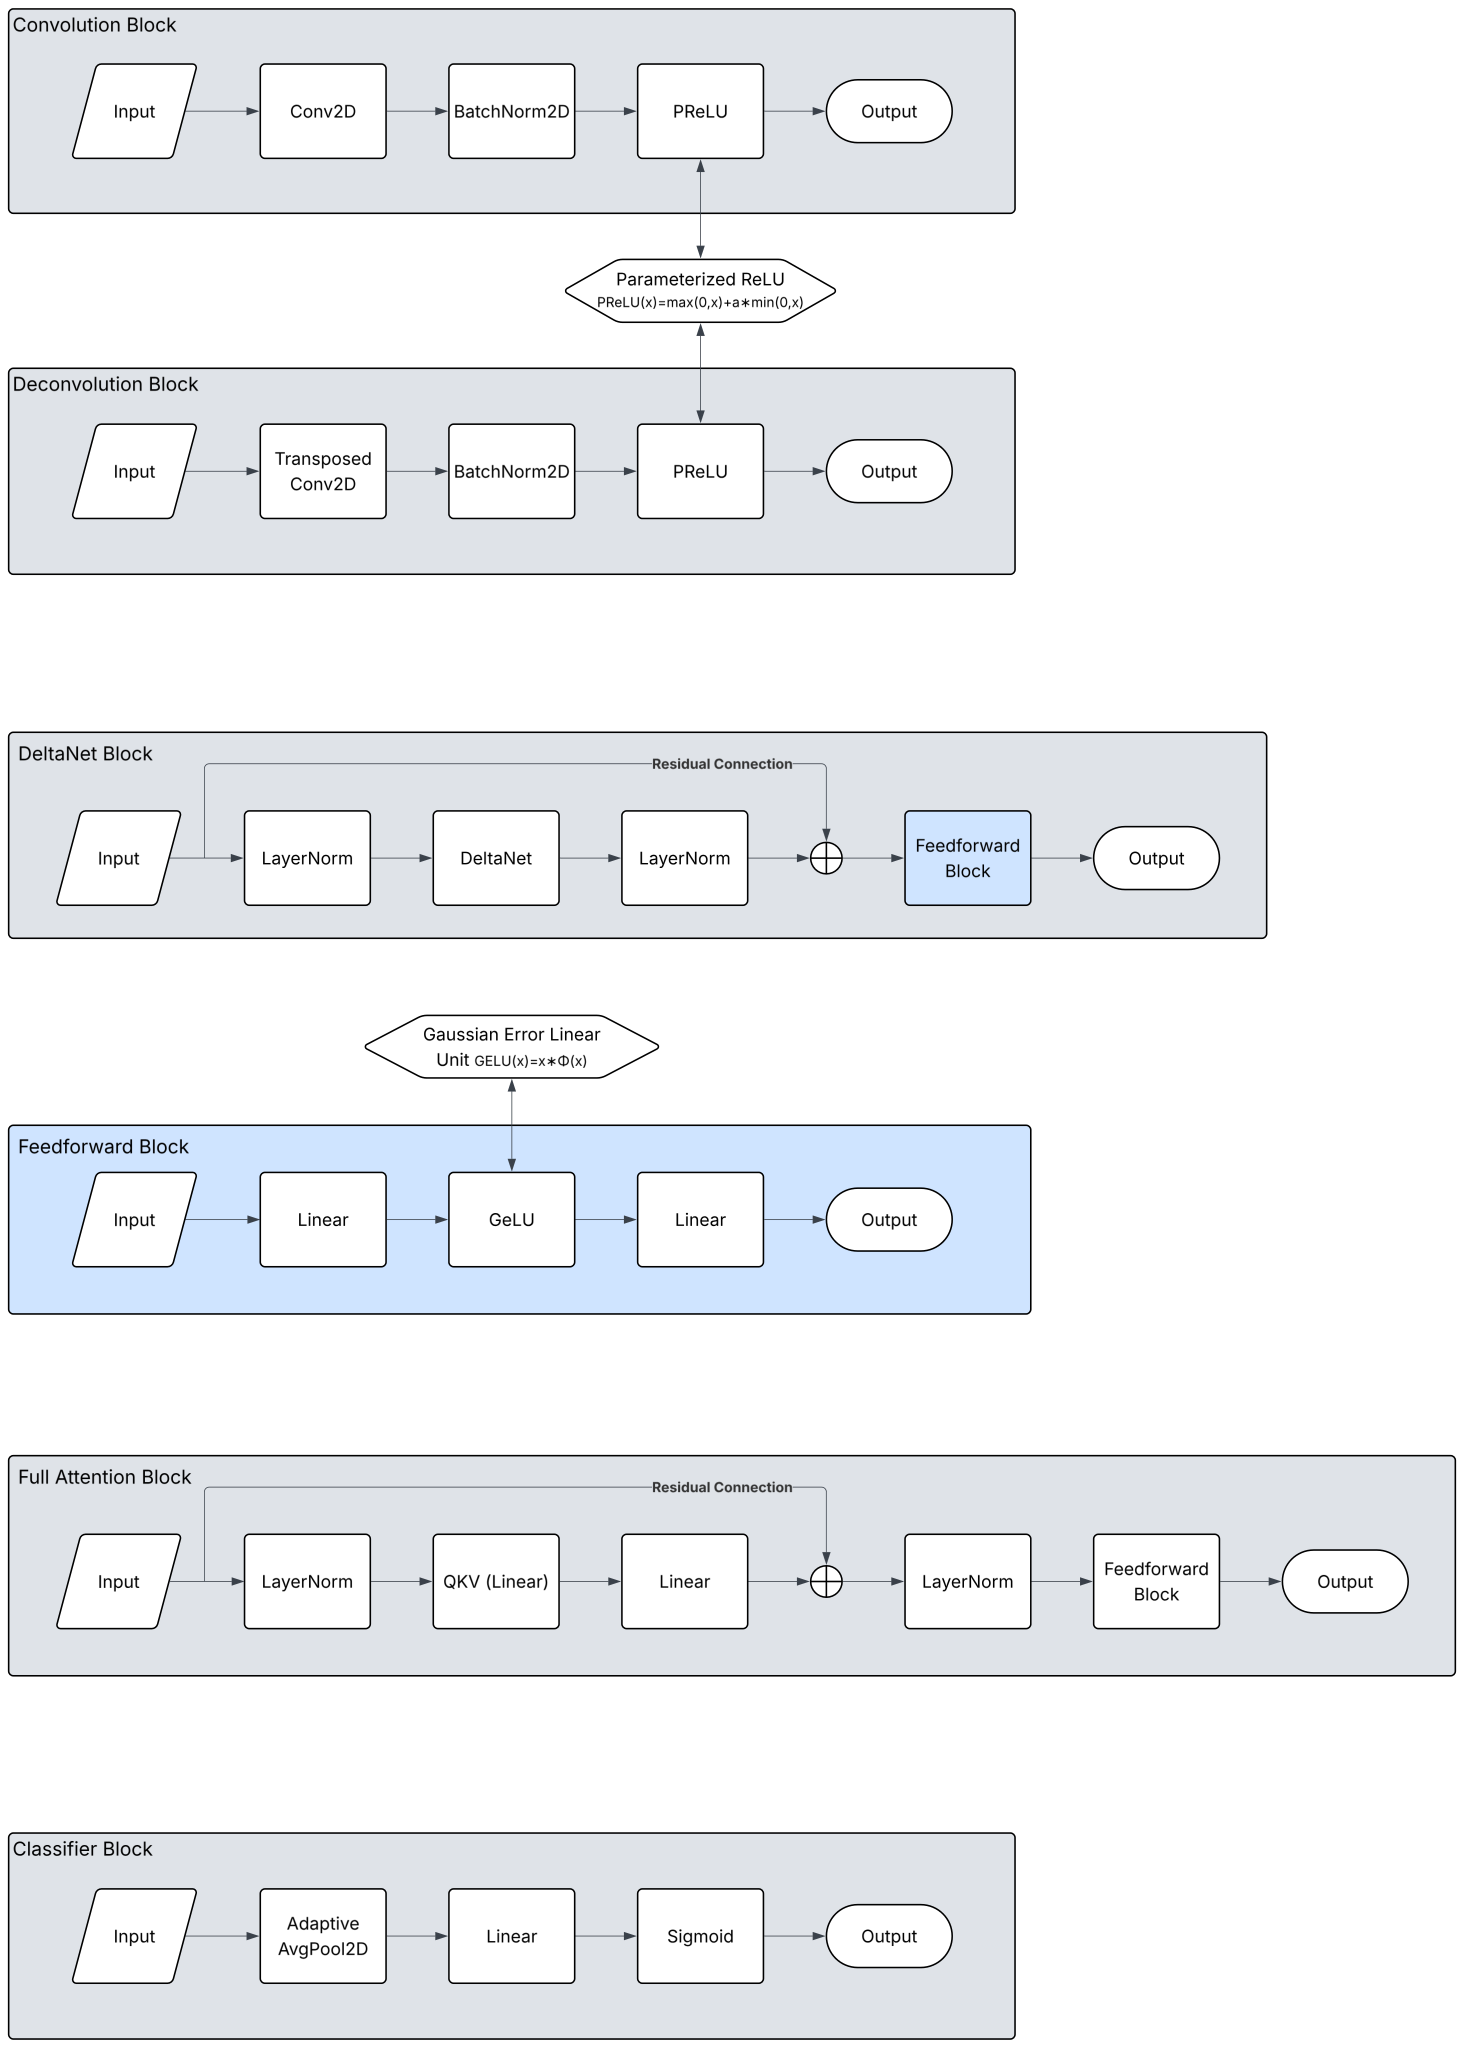 Convolution Block
Input
Conv2D
BatchNorm2D
PReLU
Output
Parameterized ReLU
PReLU(x)=max(0,x)+a∗min(0,x)
Deconvolution Block
Input
Transposed
Conv2D
BatchNorm2D
PReLU
Output
DeltaNet Block
Residual Connection
Input
LayerNorm
DeltaNet
LayerNorm
Feedforward
Block
Output
Gaussian Error Linear
Unit GELU(x)=x∗Φ(x)
Feedforward Block
Input
Linear
GeLU
Linear
Output
Full Attention Block
Residual Connection
Input
LayerNorm
QKV (Linear)
Linear
LayerNorm
Feedforward
Block
Output
Classifier Block
Input
Adaptive
AvgPool2D
Linear
Sigmoid
Output